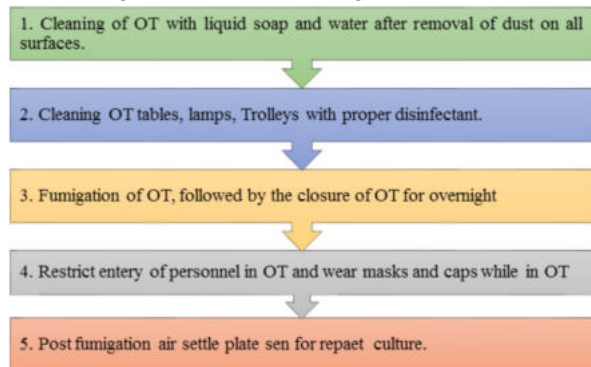 1. Cleaning of OT with liquid soap and water after removal of dust on all
surfaces.
2. Cleaning OT tables, lamps, Trolleys with proper disinfectant.
3. Fumigation of OT, followed by the closure of OT for overnight
4. Restrict entery of personnel in OT and wear masks and caps while in OT
5. Post fumigation air settle plate sen for repaet culture.